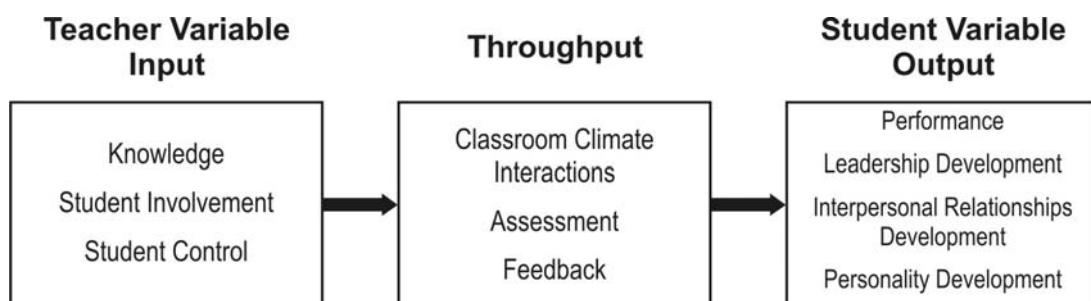 Teacher Variable
Input
Throughput
Student Variable
Output
Knowledge
Student Involvement
Student Control
Classroom Climate
Interactions
Assessment
Feedback
Performance
Leadership Development
Interpersonal Relationships
Development
Personality Development